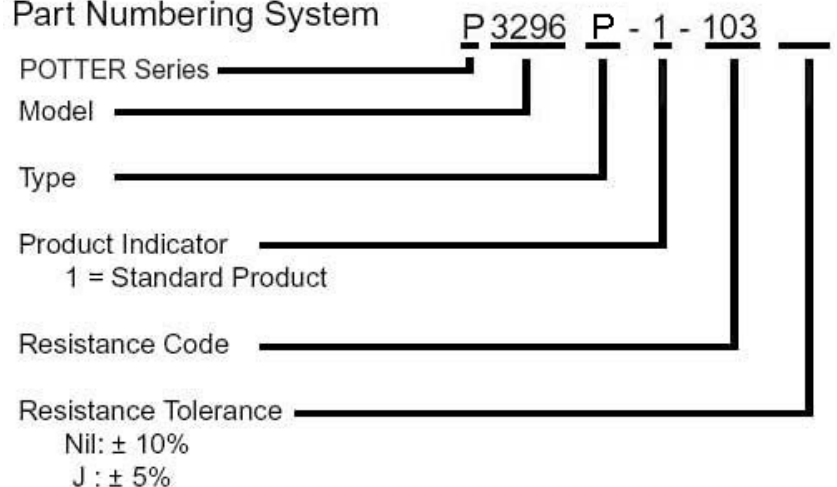 Part Numbering System
P 3296 P - 1 - 103
POTTER Series
Model
Type
Product Indicator
1 = Standard Product
Resistance Code
Resistance Tolerance
Nil: ± 10%
J : ± 5%